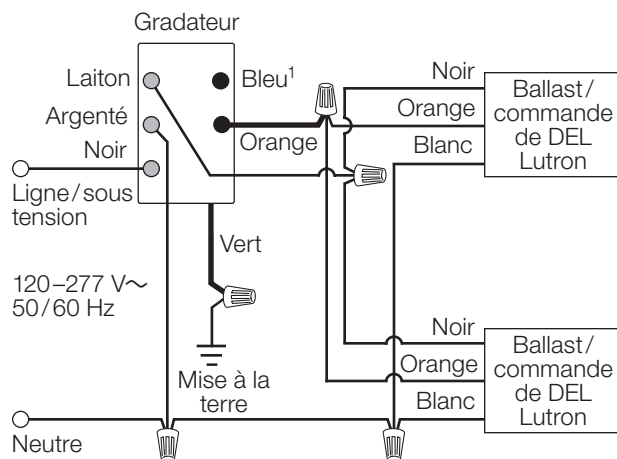 Gradateur
Laiton
Bleu¹
Argenté
Orange
Noir
Ligne/sous
tension
Vert
120–277 V~
50/60 Hz
Mise à la
terre
Neutre
Noir
Orange
Blanc
Ballast/
commande
de DEL
Lutron
Noir
Orange
Blanc
Ballast/
commande
de DEL
Lutron